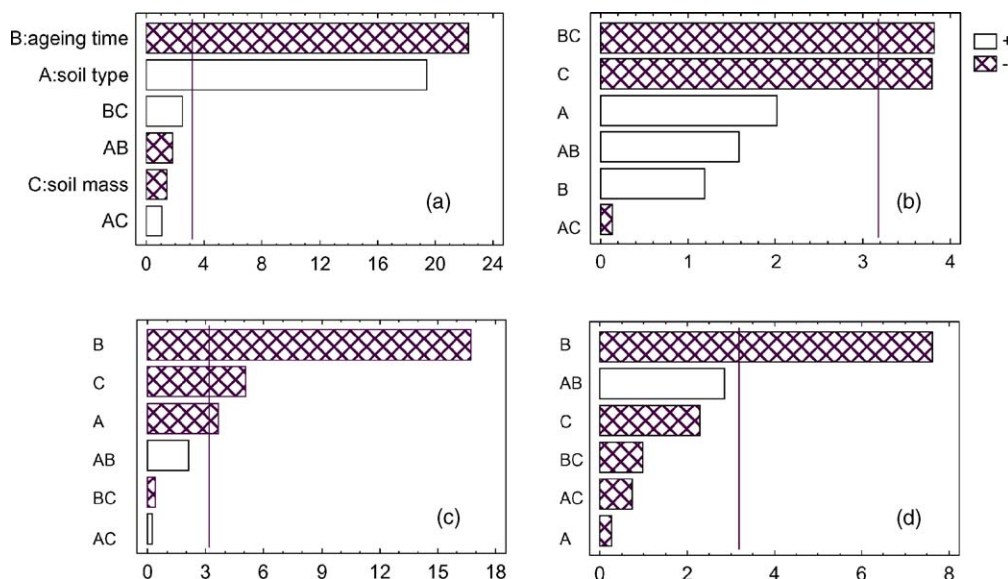 B:ageing time
A:soil type
BC
AB
C:soil mass
AC
(a)
0 4 8 12 16 20 24
BC
C
A
AB
B
AC
(b)
0 1 2 3 4
+
-
B
C
A
AB
BC
AC
(c)
0 3 6 9 12 15 18
B
AB
C
BC
AC
A
(d)
0 2 4 6 8